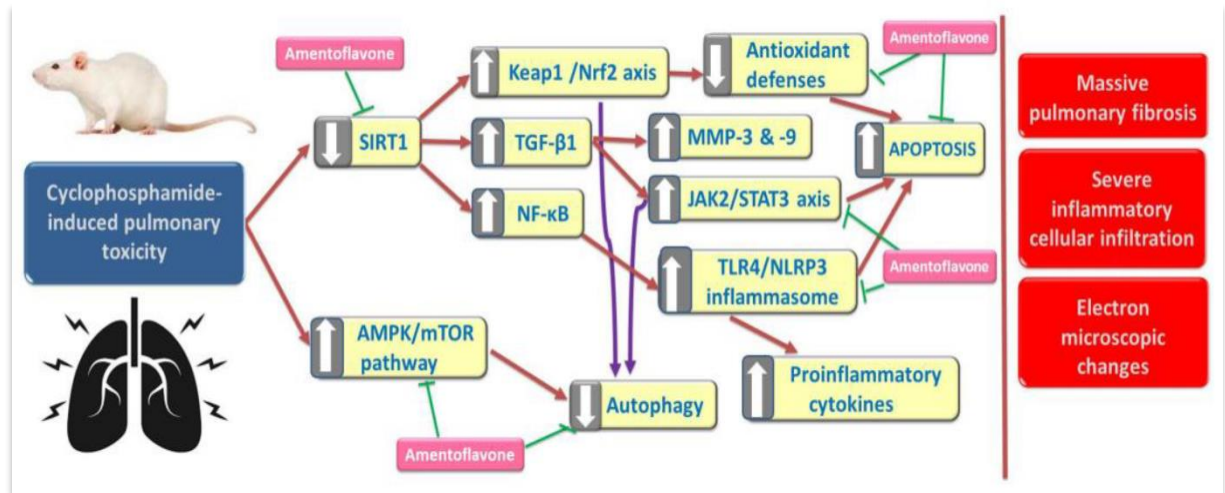 Amentoflavone
Amentoflavone
Keap1 /Nrf2 axis
Antioxidant
defenses
SIRT1
TGF-β1
MMP-3 & -9
APOPTOSIS
NF-κB
JAK2/STAT3 axis
Cyclophosphamide-
induced pulmonary
toxicity
TLR4/NLRP3
inflammasome
Amentoflavone
AMPK/mTOR
pathway
Proinflammatory
cytokines
Autophagy
Amentoflavone
Massive
pulmonary fibrosis
Severe
inflammatory
cellular infiltration
Electron
microscopic
changes